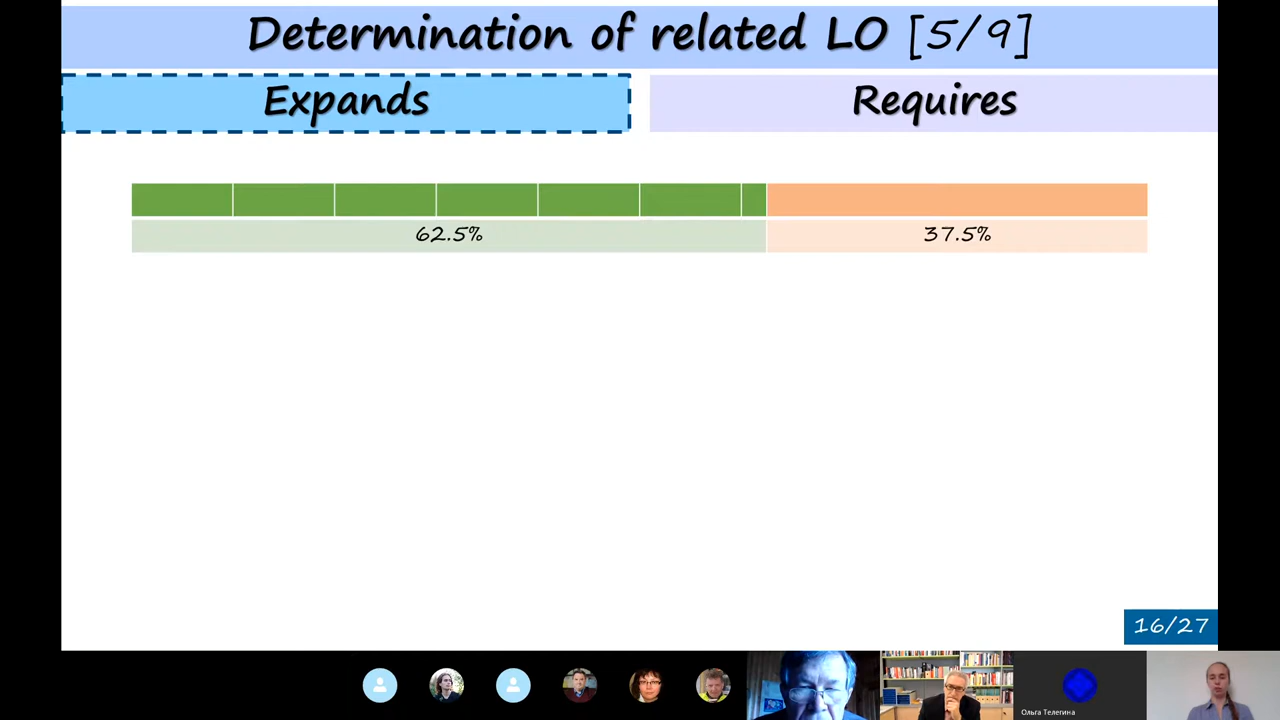 Determination of related LO [5/9]
Expands
Requires
62.5%
37.5%
16/27
Ольга Телегина